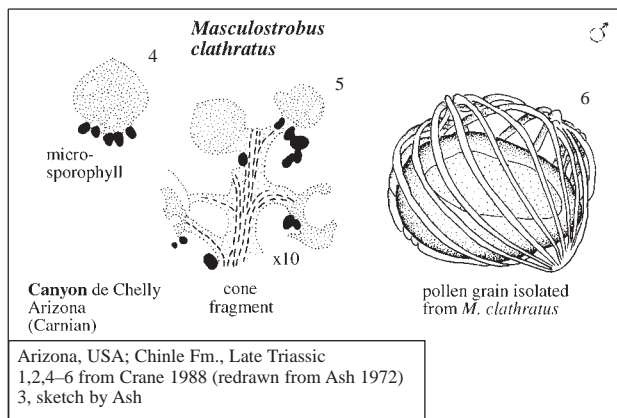 Masculostrobus
clathratus
♂
4
5
6
micro-
sporophyll
x10
Canyon de Chelly
Arizona
(Carnian)
cone
fragment
pollen grain isolated
from M. clathratus
Arizona, USA; Chinle Fm., Late Triassic
1,2,4–6 from Crane 1988 (redrawn from Ash 1972)
3, sketch by Ash